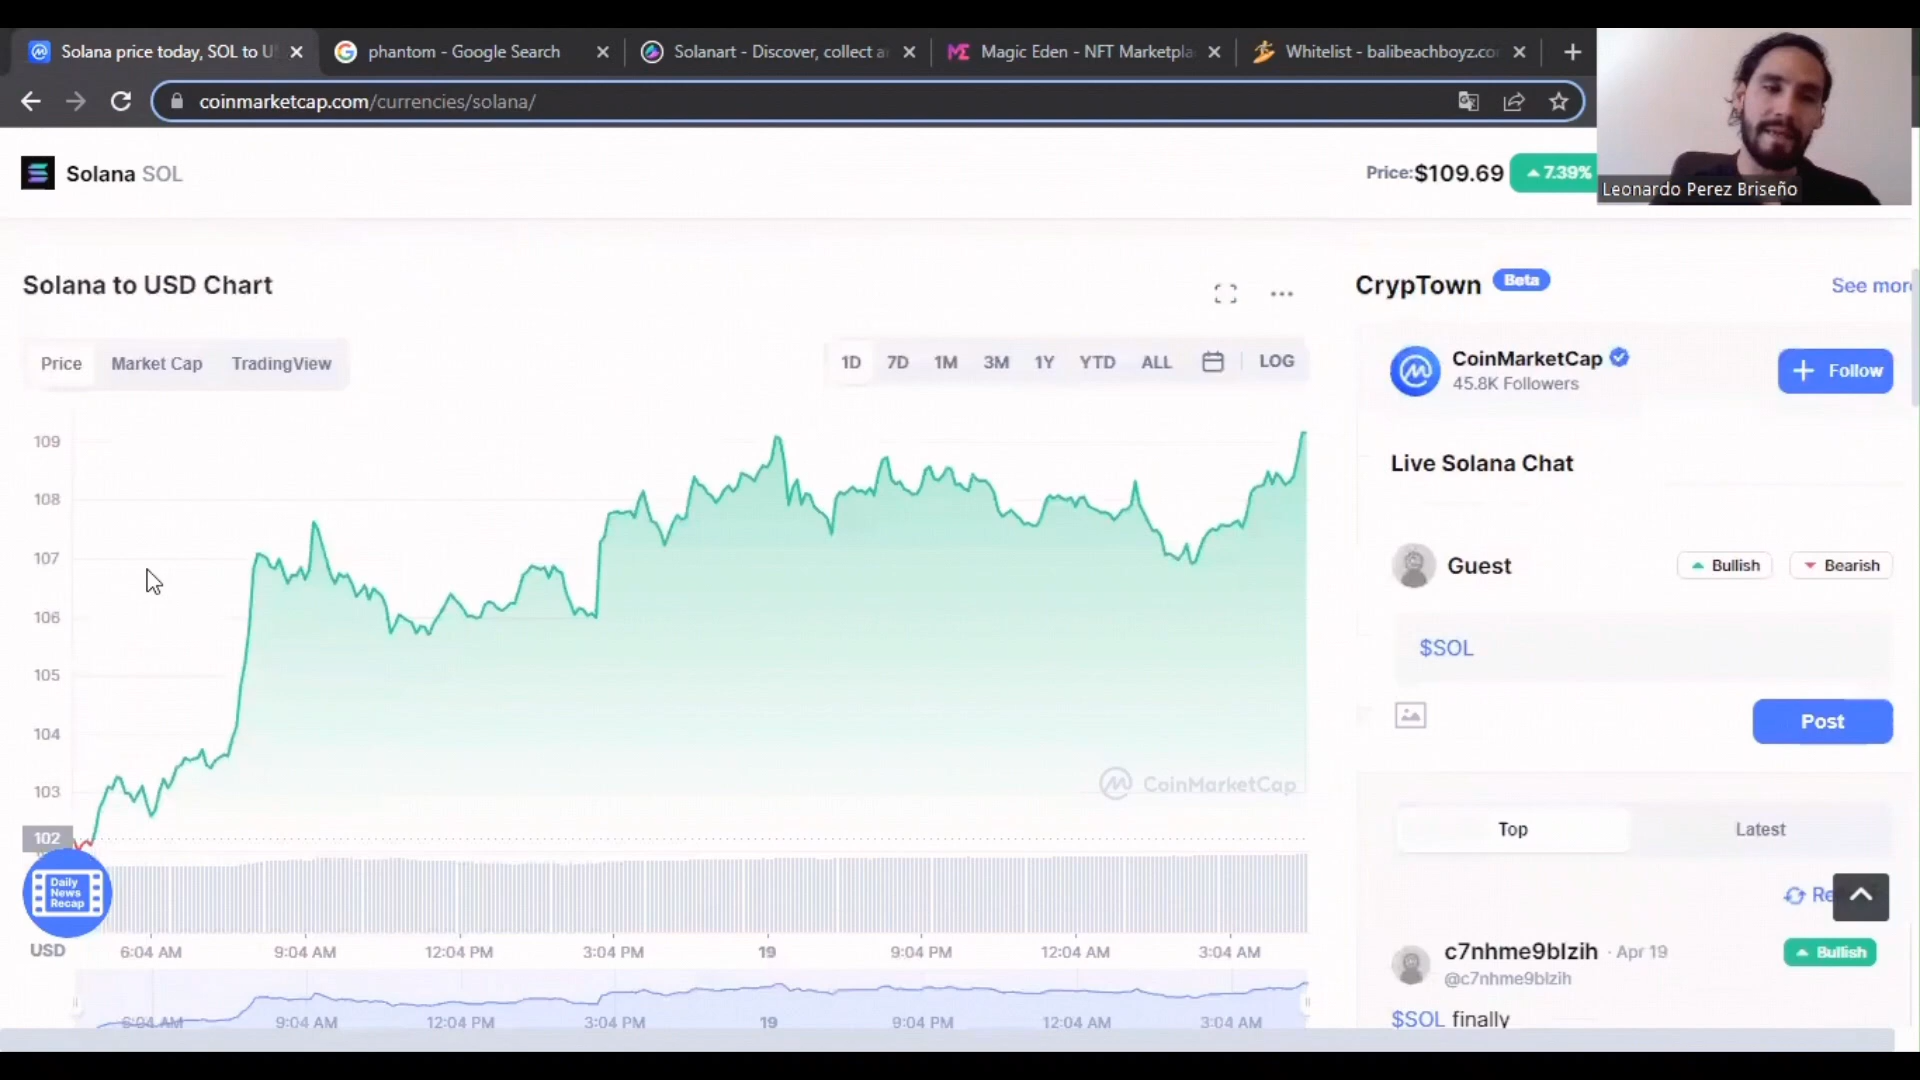 Solana price today, SOL to U
phantom - Google Search
Solanart - Discover, collect a
Magic Eden - NFT Marketpla
Whitelist - balibeachboyz.co
coinmarketcap.com/currencies/solana/
Solana SOL
Price: $109.69
7.39%
Leonardo Perez Briseño
Solana to USD Chart
CrypTown Beta
See more
Price Market Cap TradingView
1D 7D 1M 3M 1Y YTD ALL LOG
CoinMarketCap
45.8K Followers
+ Follow
Live Solana Chat
109
108
107
106
105
104
103
102
Guest
Bullish
Bearish
$SOL
Post
CoinMarketCap
Top
Latest
Daily
News
Recap
Re
USD
6:04 AM 9:04 AM 12:04 PM 3:04 PM 19 9:04 PM 12:04 AM 3:04 AM
c7nhme9blzih · Apr 19
Bullish
@c7nhme9blzih
6:04 AM 9:04 AM 12:04 PM 3:04 PM 19 9:04 PM 12:04 AM 3:04 AM
$SOL finally